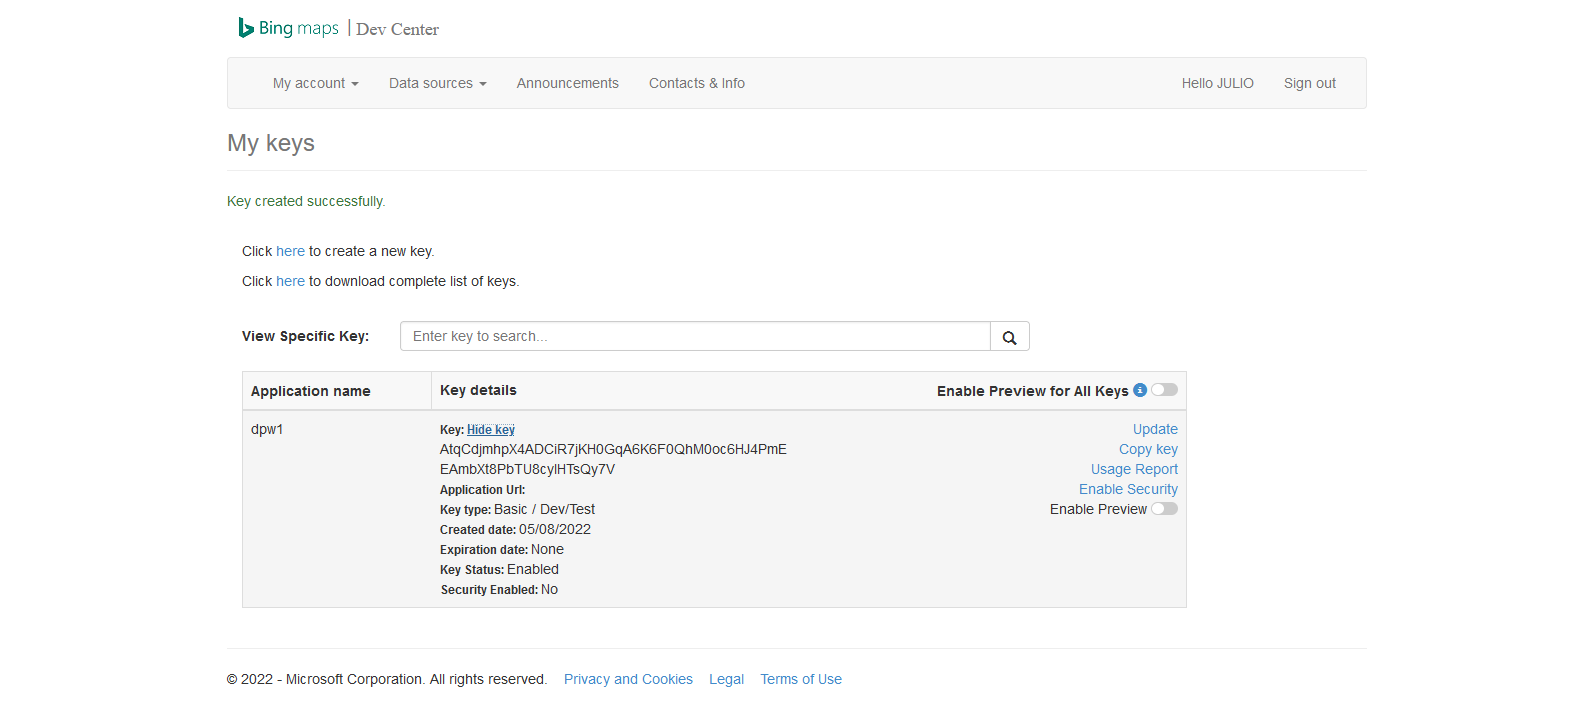 Bing maps | Dev Center
My account Data sources Announcements Contacts & Info Hello JULIO Sign out
My keys
Key created successfully.
Click here to create a new key.
Click here to download complete list of keys.
View Specific Key: Enter key to search...
Application name Key details Enable Preview for All Keys
dpw1 Key: Hide key Update
AtqCdjmhpX4ADCiR7jKH0GqA6K6F0QhM0oc6HJ4PmE Copy key
EAmbXt8PbTU8cylHTsQy7V Usage Report
Application Url: Enable Security
Key type: Basic / Dev/Test Enable Preview
Created date: 05/08/2022
Expiration date: None
Key Status: Enabled
Security Enabled: No
© 2022 - Microsoft Corporation. All rights reserved. Privacy and Cookies Legal Terms of Use